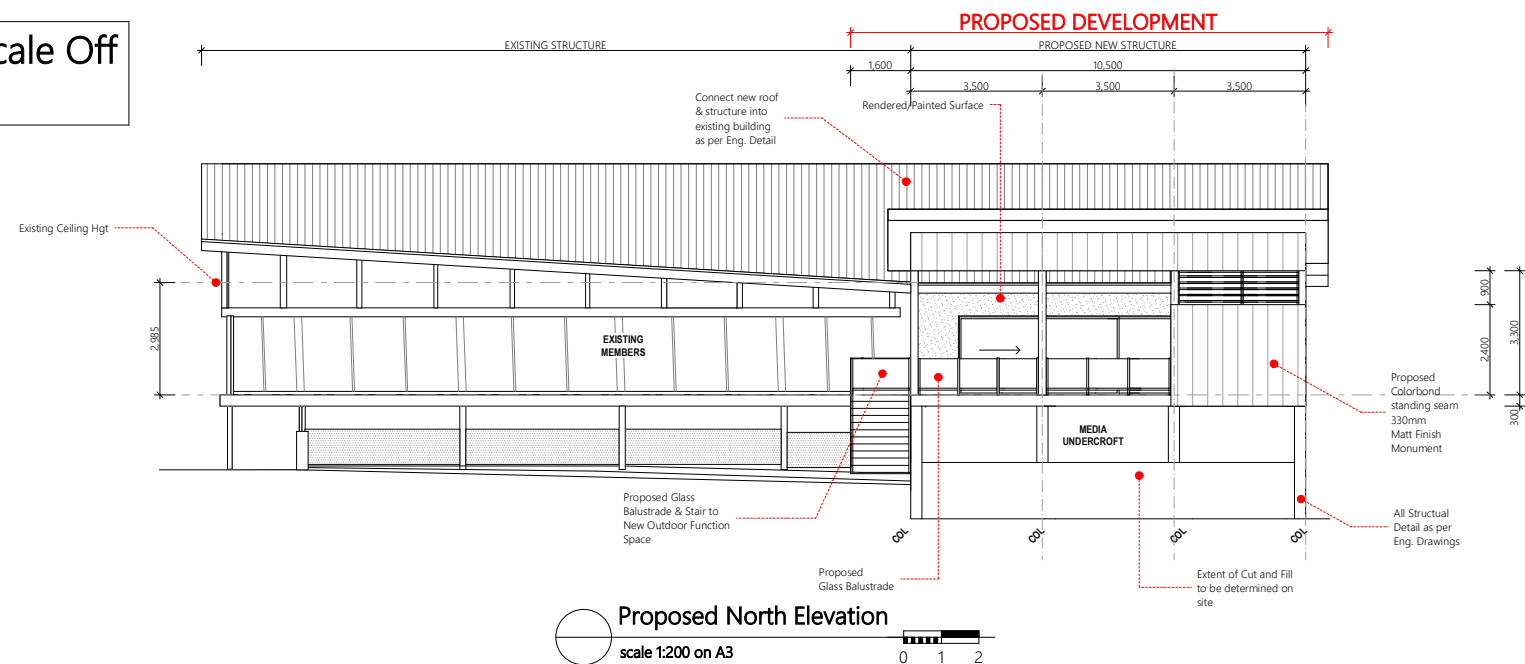 cale Off
PROPOSED DEVELOPMENT
EXISTING STRUCTURE
PROPOSED NEW STRUCTURE
1,600
10,500
3,500
3,500
3,500
Connect new roof
& structure into
existing building
as per Eng. Detail
Rendered/Painted Surface
Existing Ceiling Hgt
2,985
EXISTING
MEMBERS
900
2,400
3,300
300
Proposed
Colorbond
standing seam
330mm
Matt Finish
Monument
MEDIA
UNDERCROFT
Proposed Glass
Balustrade & Stair to
New Outdoor Function
Space
All Structual
Detail as per
Eng. Drawings
COL
COL
COL
COL
Proposed
Glass Balustrade
Extent of Cut and Fill
to be determined on
site
Proposed North Elevation
scale 1:200 on A3
0 1 2